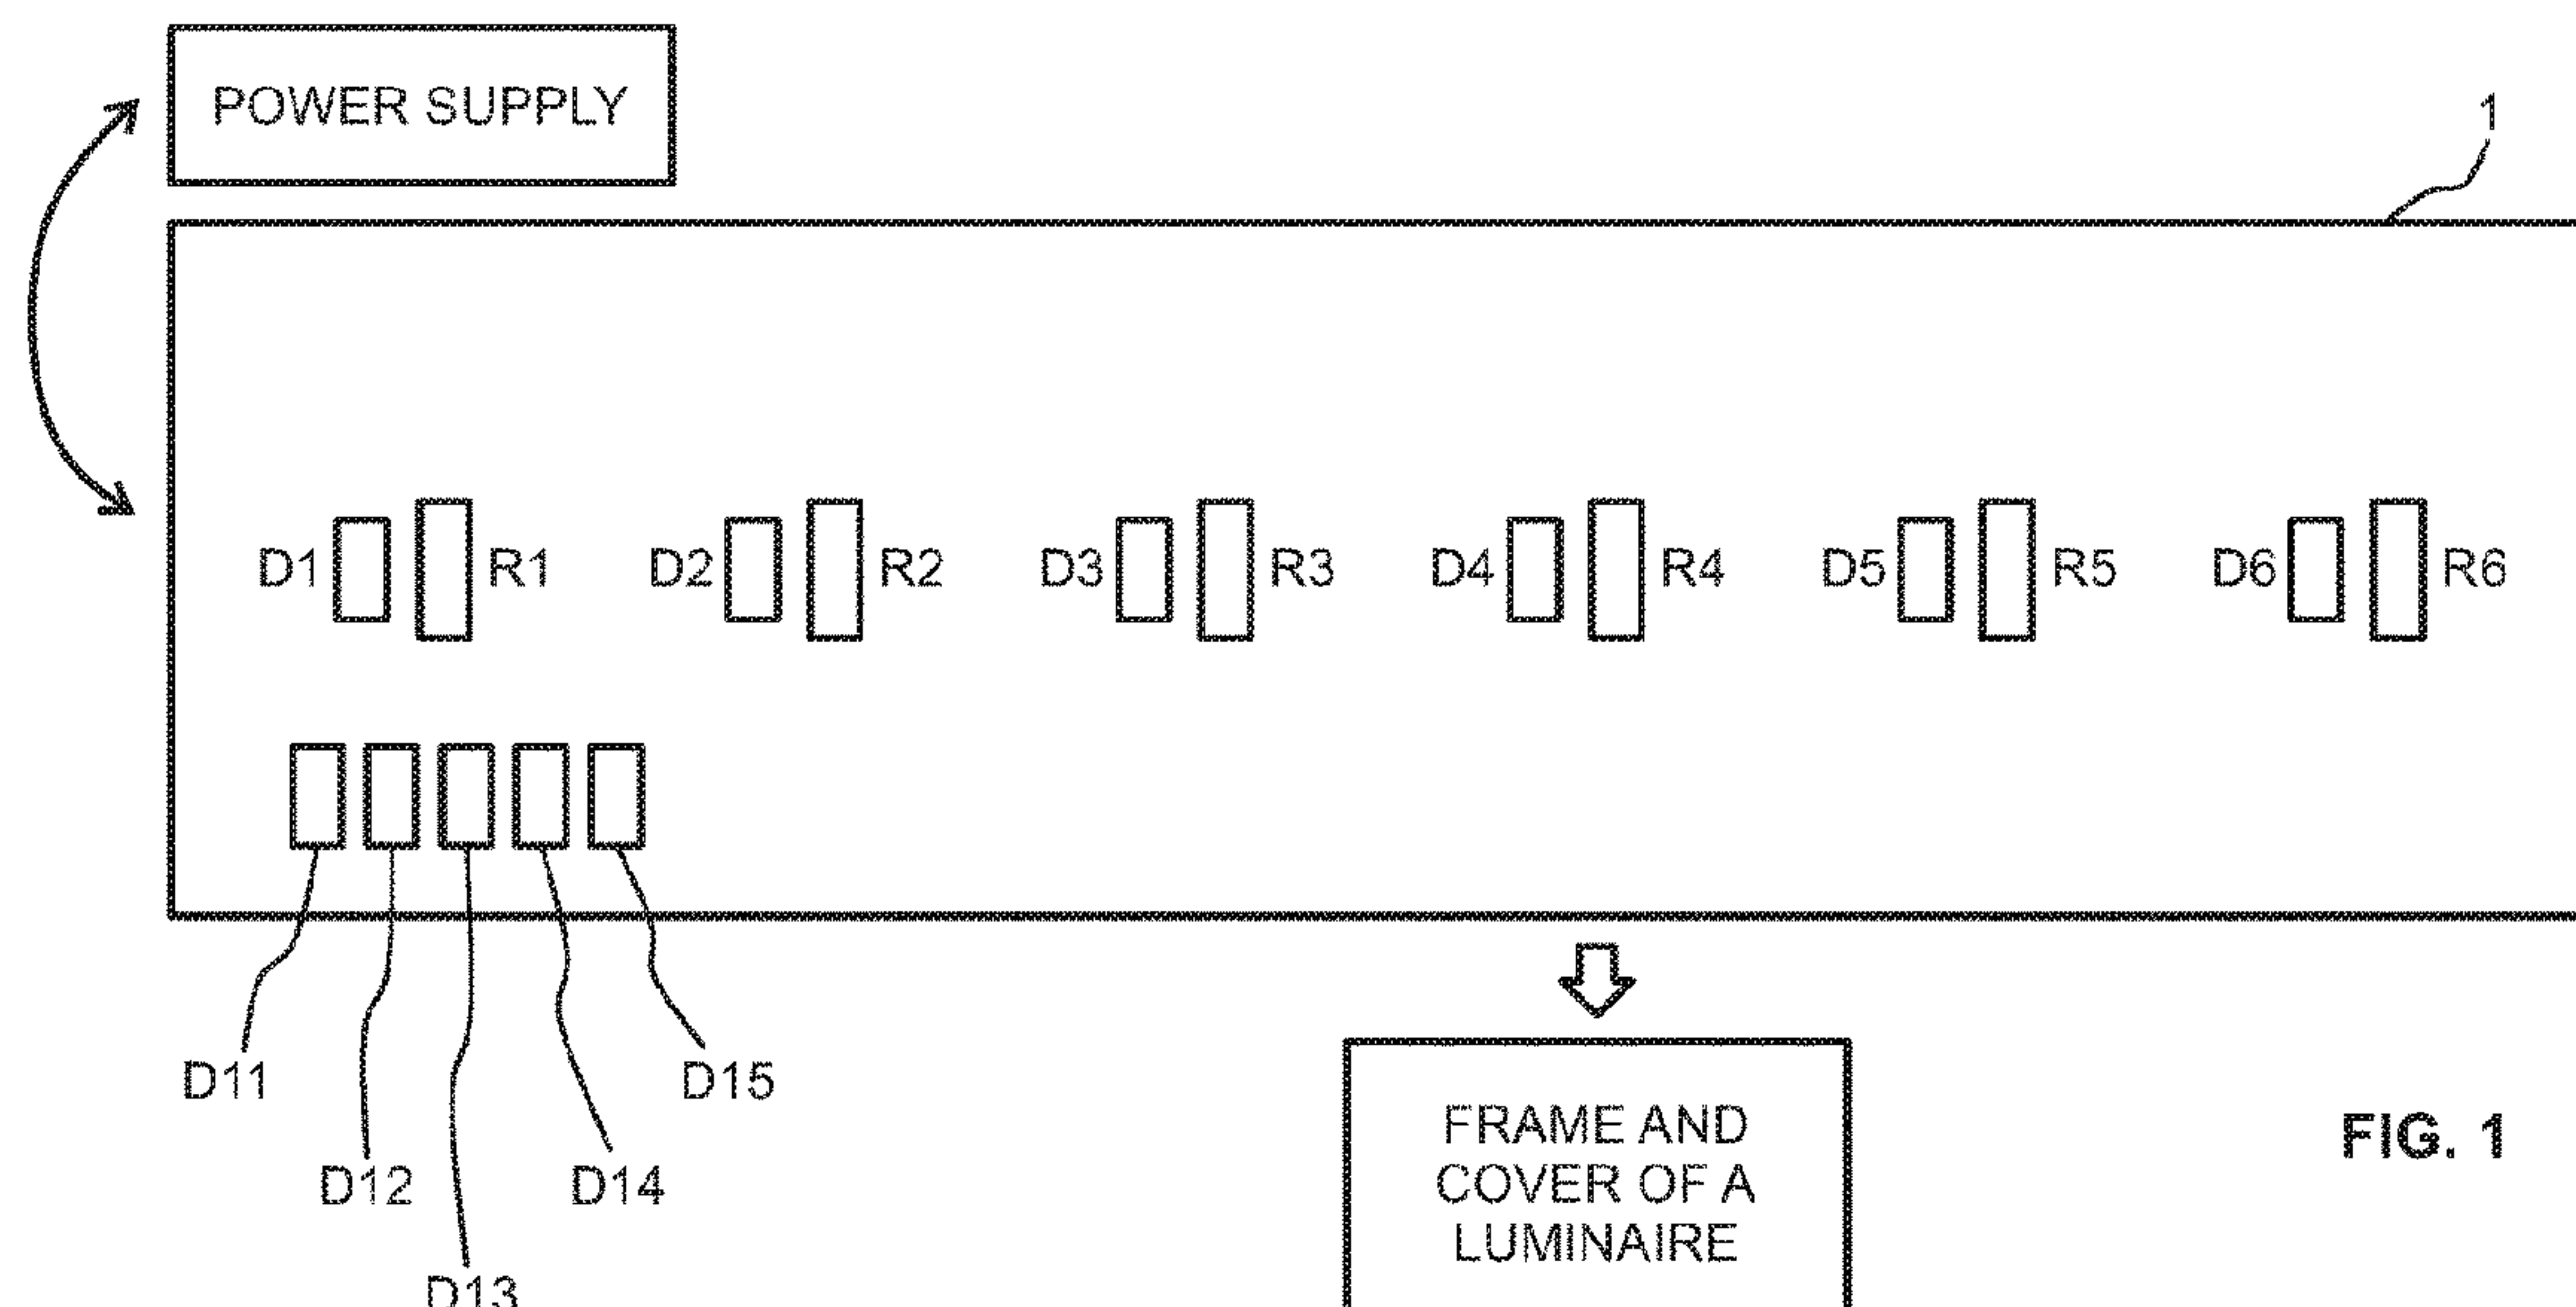 POWER SUPPLY
1
D1 R1 D2 R2 D3 R3 D4 R4 D5 R5 D6 R6
D11 D15
D12 D14
D13
FRAME AND
COVER OF A
LUMINAIRE
FIG. 1